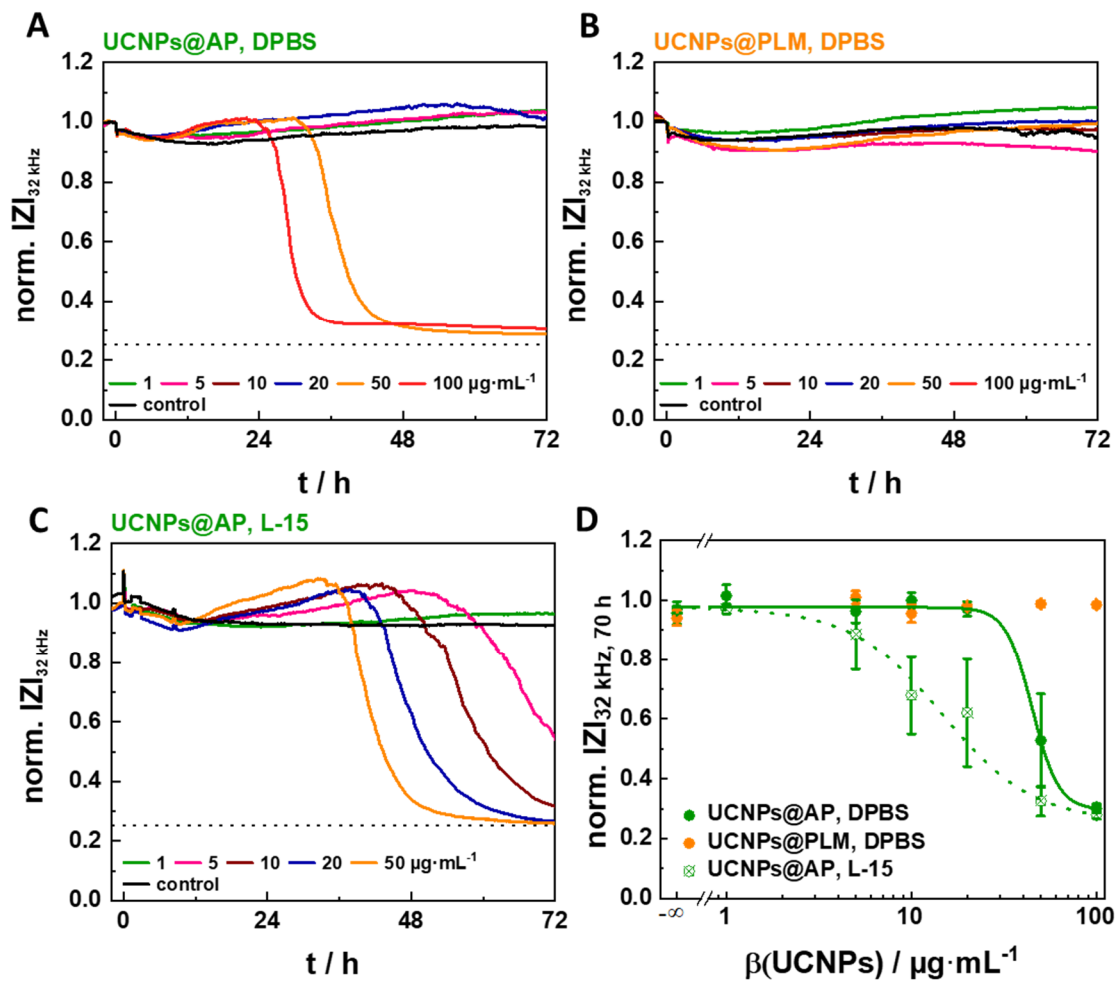 A
UCNPs@AP, DPBS
norm. IZI32 kHz
1.2
1.0
0.8
0.6
0.4
0.2
0.0
1 5 10 20 50 100 µg·mL-1
control
0 24 48 72
t / h
B
UCNPs@PLM, DPBS
norm. IZI32 kHz
1.2
1.0
0.8
0.6
0.4
0.2
0.0
1 5 10 20 50 100 µg·mL-1
control
0 24 48 72
t / h
C
UCNPs@AP, L-15
norm. IZI32 kHz
1.2
1.0
0.8
0.6
0.4
0.2
0.0
1 5 10 20 50 µg·mL-1
control
0 24 48 72
t / h
D
norm. IZI32 kHz, 70 h
1.2
1.0
0.8
0.6
0.4
0.2
0.0
UCNPs@AP, DPBS
UCNPs@PLM, DPBS
UCNPs@AP, L-15
-∞ 1 10 100
β(UCNPs) / µg·mL-1